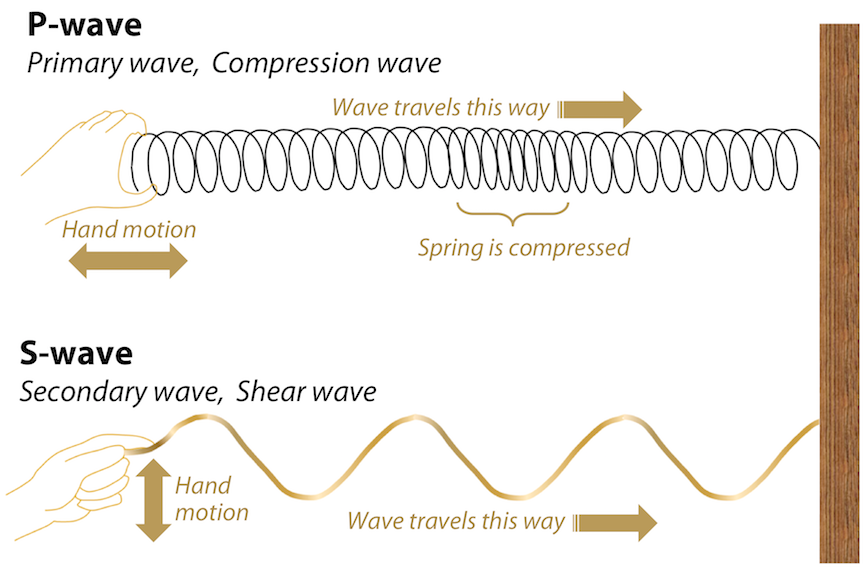 P-wave
Primary wave, Compression wave
Wave travels this way
Hand motion
Spring is compressed
S-wave
Secondary wave, Shear wave
Hand
motion
Wave travels this way